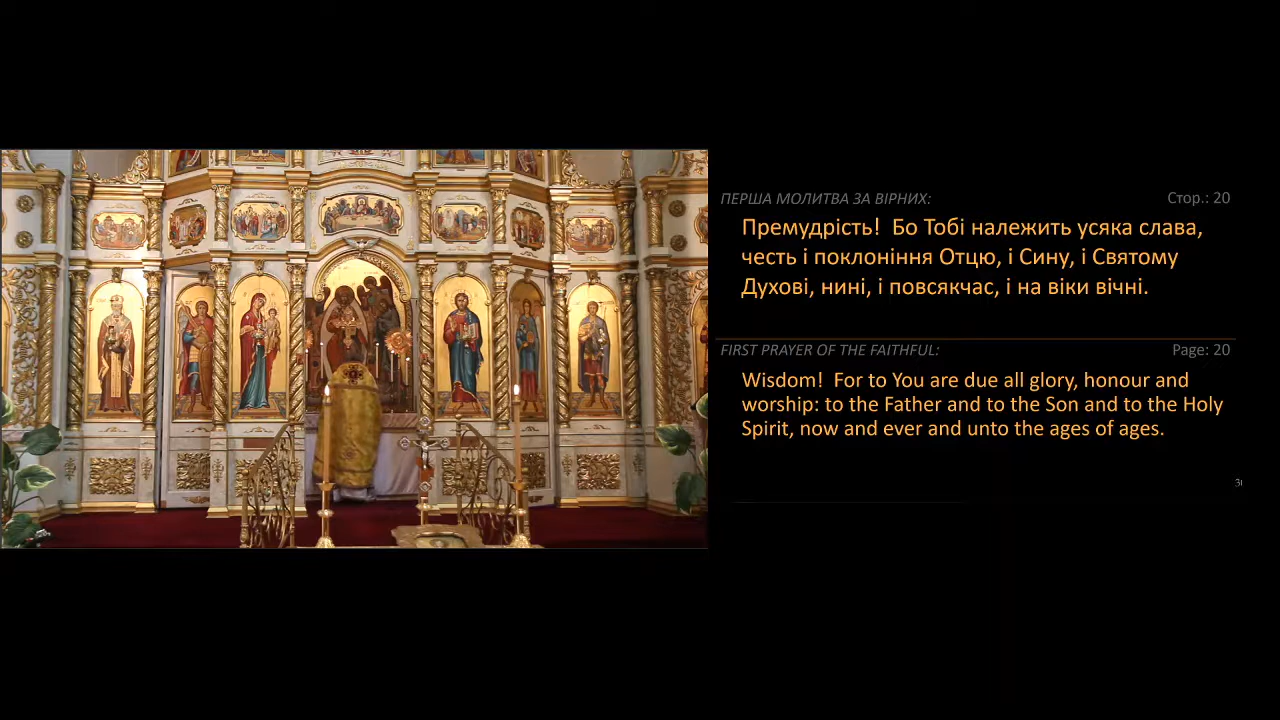 ПЕРША МОЛИТВА ЗА ВІРНИХ: Стор.: 20
Премудрість!  Бо Тобі належить усяка слава,
честь і поклоніння Отцю, і Сину, і Святому
Духові, нині, і повсякчас, і на віки вічні.
FIRST PRAYER OF THE FAITHFUL: Page: 20
Wisdom!  For to You are due all glory, honour and
worship: to the Father and to the Son and to the Holy
Spirit, now and ever and unto the ages of ages.